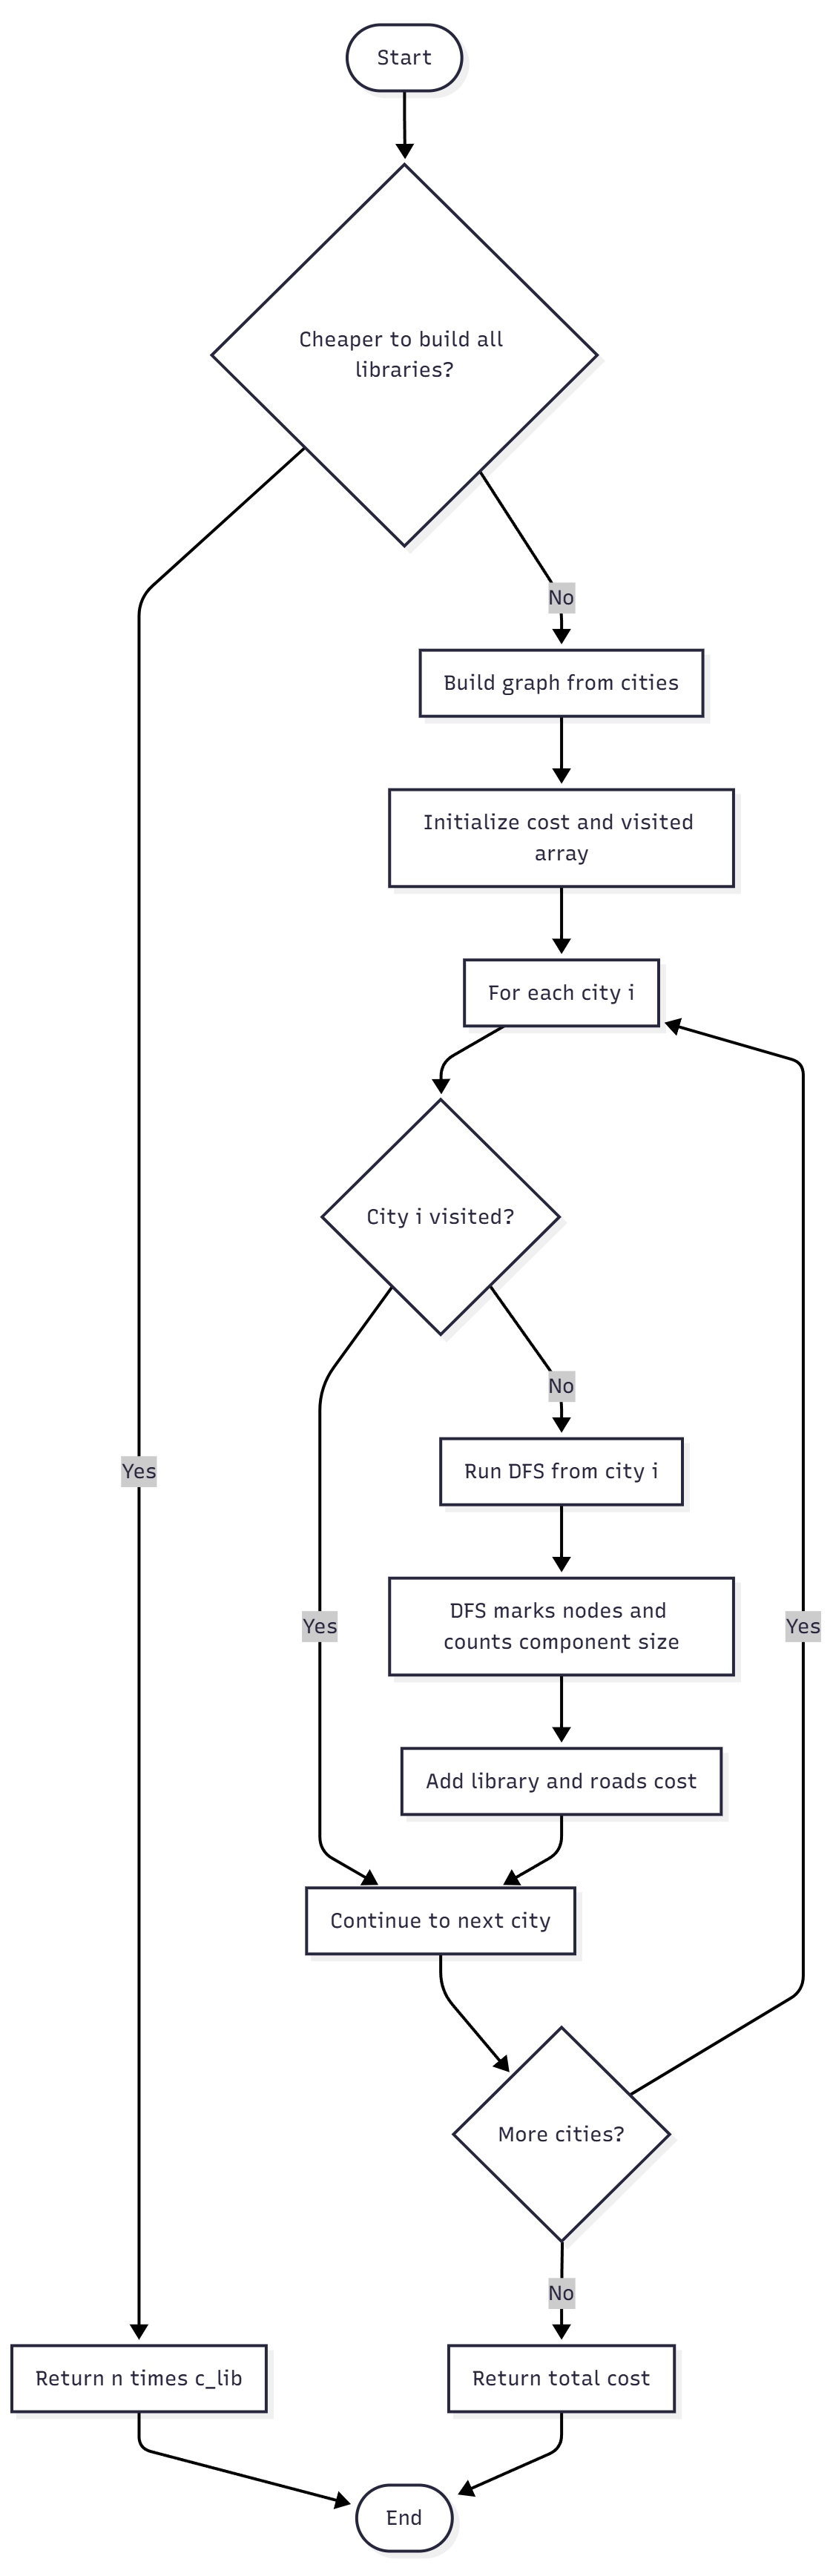 Start
Cheaper to build all
libraries?
No
Build graph from cities
Initialize cost and visited
array
For each city i
City i visited?
No
Yes
Run DFS from city i
DFS marks nodes and
counts component size
Yes
Yes
Add library and roads cost
Continue to next city
More cities?
No
Return n times c_lib
Return total cost
End